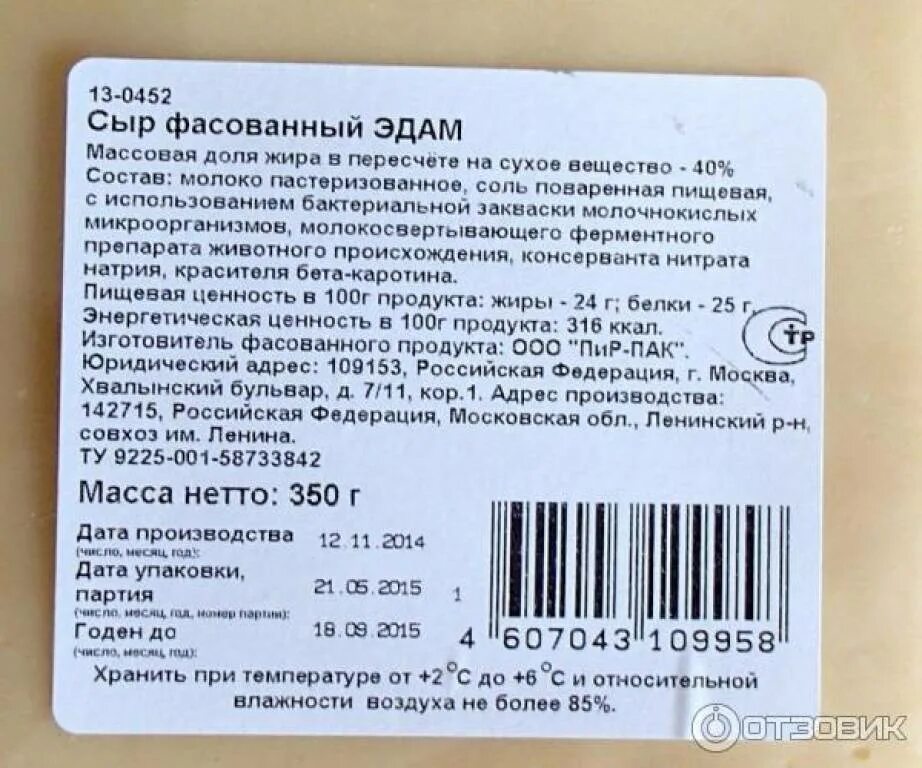 13-0452
Сыр фасованный ЭДАМ
Массовая доля жира в пересчёте на сухое вещество - 40%
Состав: молоко пастеризованное, соль поваренная пищевая,
с использованием бактериальной закваски молочнокислых
микроорганизмов, молокосвертывающего ферментного
препарата животного происхождения, консерванта нитрата
натрия, красителя бета-каротина.
Пищевая ценность в 100г продукта: жиры - 24 г; белки - 25 г.
Энергетическая ценность в 100г продукта: 316 ккал.
Изготовитель фасованного продукта: ООО "ПиР-ПАК".
Юридический адрес: 109153, Российская Федерация, г. Москва,
Хвалынский бульвар, д. 7/11, кор.1. Адрес производства:
142715, Российская Федерация, Московская обл., Ленинский р-н,
совхоз им. Ленина.
ТУ 9225-001-58733842
Стр
Масса нетто: 350 г
Дата производства 12.11.2014
(число, месяц, год):
Дата упаковки,
партия 21.05.2015 1
(число, месяц, год, номер партии):
Годен до 18.09.2015
(число, месяц, год):
4 607043 109958
Хранить при температуре от +2°С до +6°С и относительной
влажности воздуха не более 85%.
ОТЗОВИК